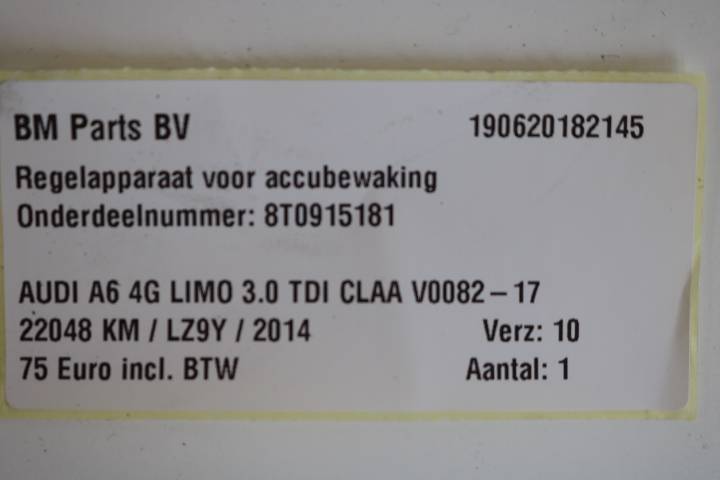 BM Parts BV 190620182145
Regelapparaat voor accubewaking
Onderdeelnummer: 8T0915181
AUDI A6 4G LIMO 3.0 TDI CLAA V0082-17
22048 KM / LZ9Y / 2014 Verz: 10
75 Euro incl. BTW Aantal: 1